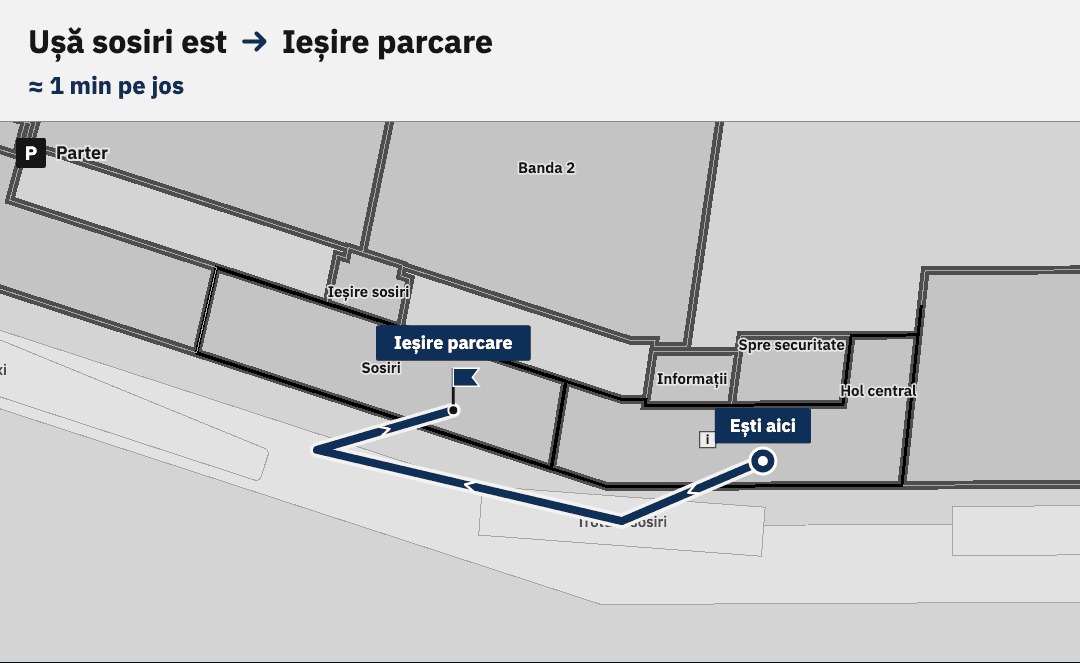 Ușă sosiri est → Ieșire parcare
≈ 1 min pe jos
P Parter
Banda 2
Ieșire sosiri
Ieșire parcare
Sosiri
Spre securitate
Informații
Hol central
Ești aici
i
sosiri